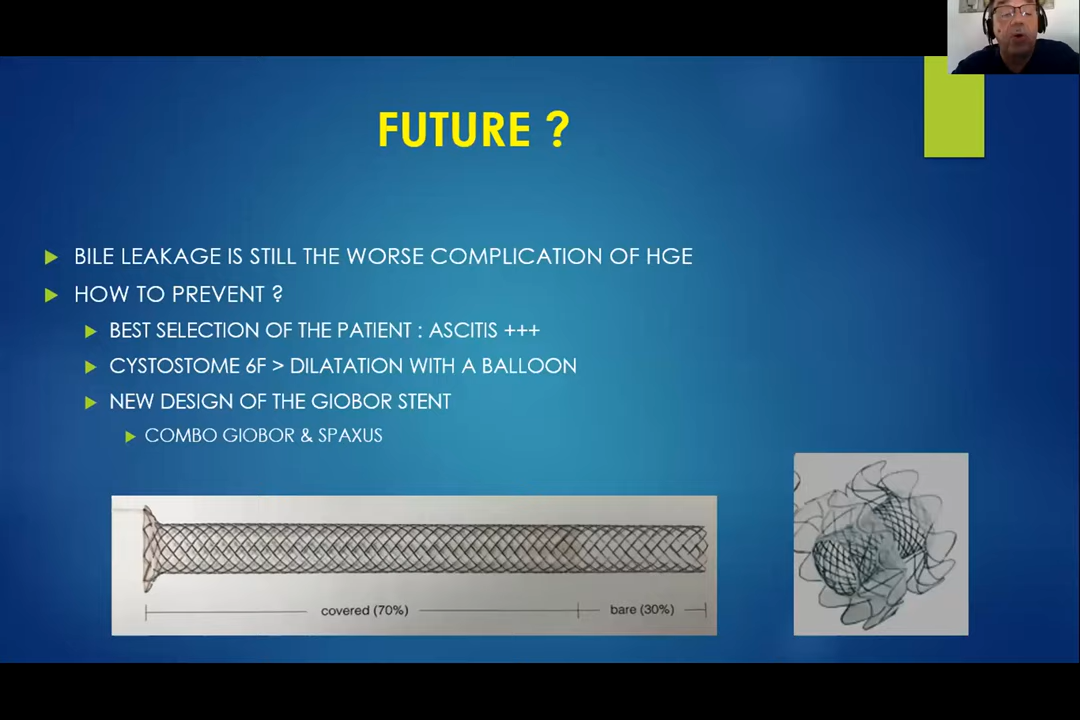 FUTURE ?
BILE LEAKAGE IS STILL THE WORSE COMPLICATION OF HGE
HOW TO PREVENT ?
BEST SELECTION OF THE PATIENT : ASCITIS +++
CYSTOSTOME 6F > DILATATION WITH A BALLOON
NEW DESIGN OF THE GIOBOR STENT
COMBO GIOBOR & SPAXUS
covered (70%)
bare (30%)